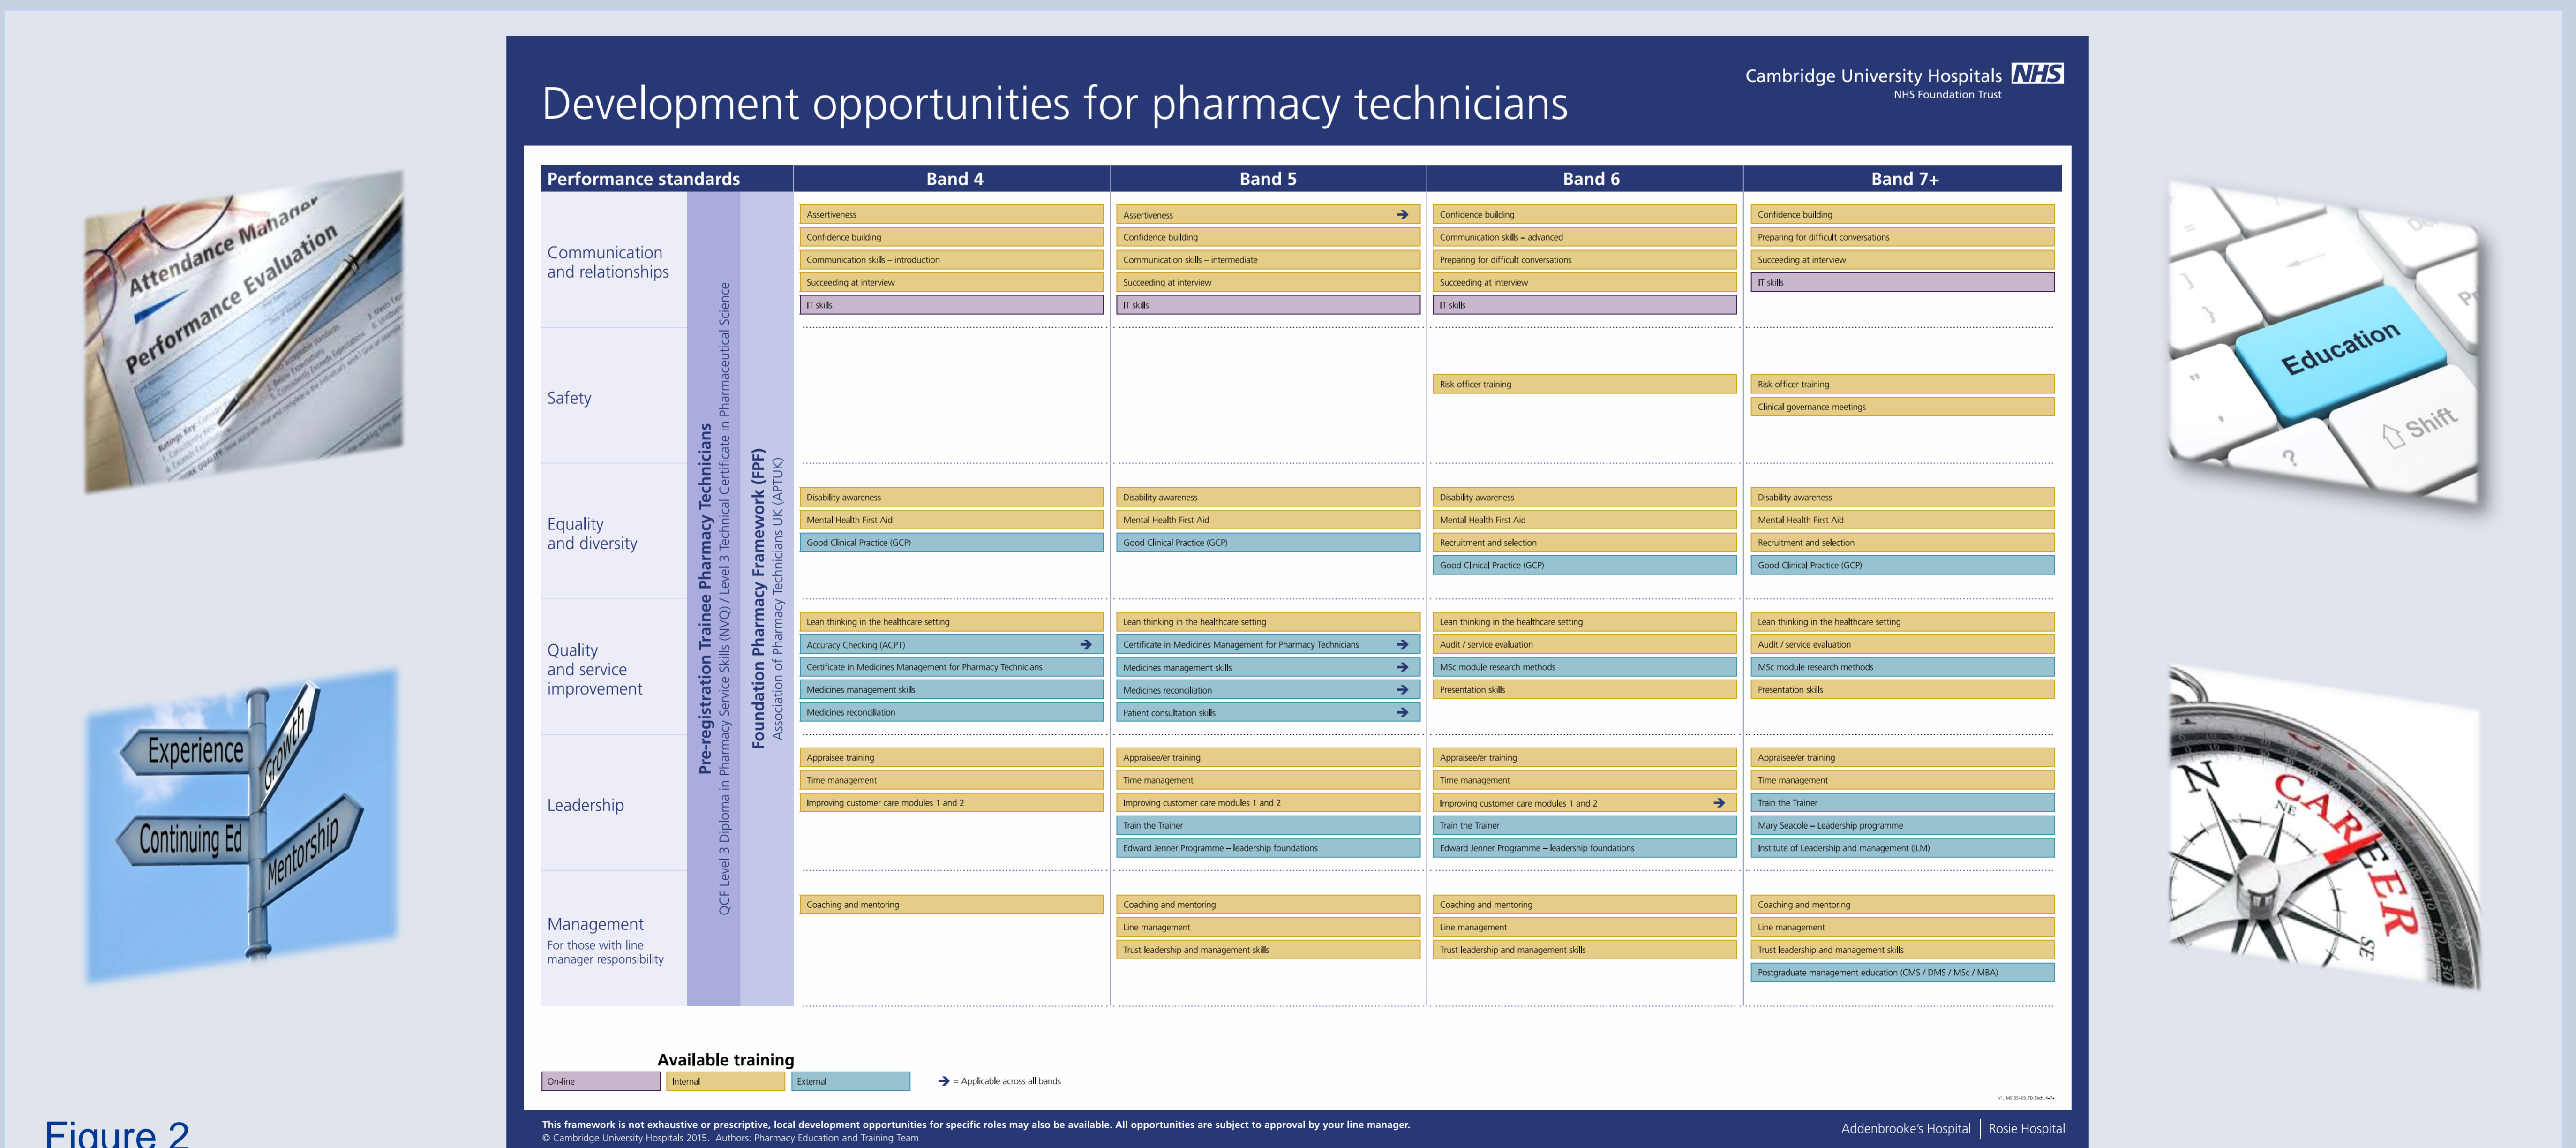 Cambridge University Hospitals NHS
NHS Foundation Trust
Development opportunities for pharmacy technicians
Performance standards
Band 4
Band 5
Band 6
Band 7+
Pre-registration Trainee Pharmacy Technicians
QCF Level 3 Diploma in Pharmacy Service Skills (NVQ) / Level 3 Technical Certificate in Pharmaceutical Science
Foundation Pharmacy Framework (FPF)
Association of Pharmacy Technicians UK (APTUK)
Communication
and relationships
Assertiveness
Confidence building
Communication skills – introduction
Succeeding at interview
IT skills
Assertiveness ➔
Confidence building
Communication skills – intermediate
Succeeding at interview
IT skills
Confidence building
Communication skills – advanced
Preparing for difficult conversations
Succeeding at interview
IT skills
Confidence building
Preparing for difficult conversations
Succeeding at interview
IT skills
Safety
Risk officer training
Risk officer training
Clinical governance meetings
Equality
and diversity
Disability awareness
Mental Health First Aid
Good Clinical Practice (GCP)
Disability awareness
Mental Health First Aid
Good Clinical Practice (GCP)
Disability awareness
Mental Health First Aid
Recruitment and selection
Good Clinical Practice (GCP)
Disability awareness
Mental Health First Aid
Recruitment and selection
Good Clinical Practice (GCP)
Quality
and service
improvement
Lean thinking in the healthcare setting
Accuracy Checking (ACPT) ➔
Certificate in Medicines Management for Pharmacy Technicians
Medicines management skills
Medicines reconciliation
Lean thinking in the healthcare setting
Certificate in Medicines Management for Pharmacy Technicians ➔
Medicines management skills ➔
Medicines reconciliation ➔
Patient consultation skills ➔
Lean thinking in the healthcare setting
Audit / service evaluation
MSc module research methods
Presentation skills
Lean thinking in the healthcare setting
Audit / service evaluation
MSc module research methods
Presentation skills
Leadership
Appraisee training
Time management
Improving customer care modules 1 and 2
Appraisee/er training
Time management
Improving customer care modules 1 and 2
Train the Trainer
Edward Jenner Programme – leadership foundations
Appraisee/er training
Time management
Improving customer care modules 1 and 2 ➔
Train the Trainer
Edward Jenner Programme – leadership foundations
Appraisee/er training
Time management
Train the Trainer
Mary Seacole – Leadership programme
Institute of Leadership and management (ILM)
Management
For those with line
manager responsibility
Coaching and mentoring
Coaching and mentoring
Line management
Trust leadership and management skills
Coaching and mentoring
Line management
Trust leadership and management skills
Coaching and mentoring
Line management
Trust leadership and management skills
Postgraduate management education (CMS / DMS / MSc / MBA)
Available training
On-line
Internal
External
➔ = Applicable across all bands
This framework is not exhaustive or prescriptive, local development opportunities for specific roles may also be available. All opportunities are subject to approval by your line manager.
© Cambridge University Hospitals 2015. Authors: Pharmacy Education and Training Team
Addenbrooke's Hospital | Rosie Hospital
Attendance Manager
Performance Evaluation
Experience
Growth
Continuing Ed
Mentorship
Education
Shift
N
NE
CAREER
SE
Figure 2